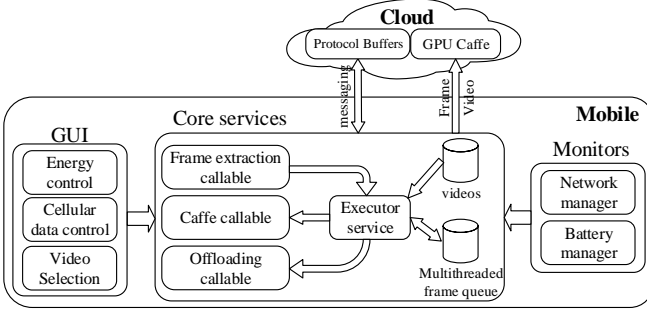 Cloud
Protocol Buffers
GPU Caffe
messaging
Frame
Video
Mobile
GUI
Energy
control
Cellular
data control
Video
Selection
Core services
Frame extraction
callable
Caffe callable
Offloading
callable
Executor
service
videos
Multithreaded
frame queue
Monitors
Network
manager
Battery
manager